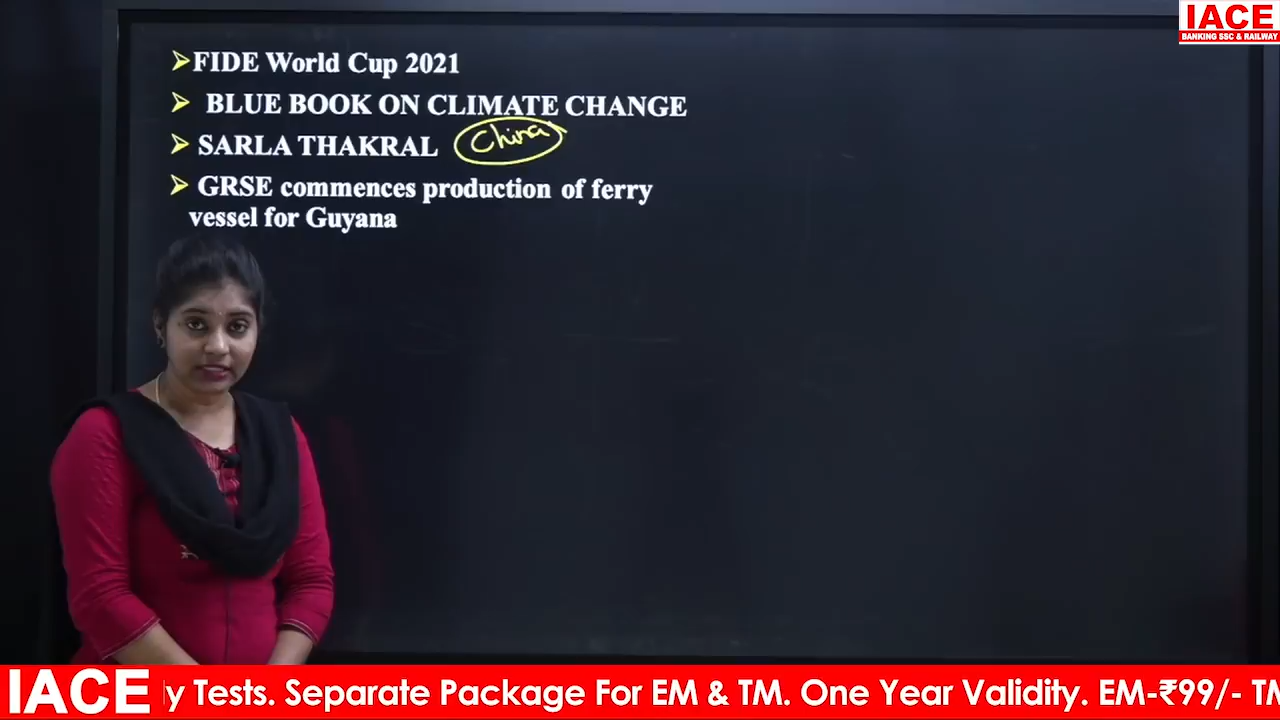 IACE
BANKING SSC & RAILWAY
➢FIDE World Cup 2021
➢ BLUE BOOK ON CLIMATE CHANGE
➢ SARLA THAKRAL China
➢ GRSE commences production of ferry
vessel for Guyana
IACE ly Tests. Separate Package For EM & TM. One Year Validity. EM-₹99/- TM